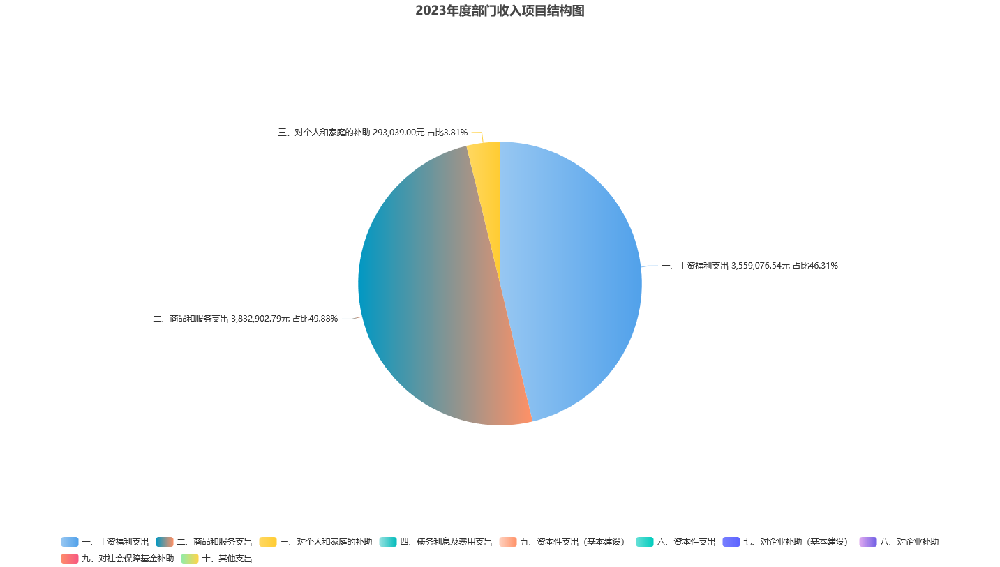 2023年度部门收入项目结构图
三、对个人和家庭的补助 293,039.00元 占比3.81%
一、工资福利支出 3,559,076.54元 占比46.31%
二、商品和服务支出 3,832,902.79元 占比49.88%
一、工资福利支出 二、商品和服务支出 三、对个人和家庭的补助 四、债务利息及费用支出 五、资本性支出（基本建设） 六、资本性支出 七、对企业补助（基本建设） 八、对企业补助
九、对社会保障基金补助 十、其他支出